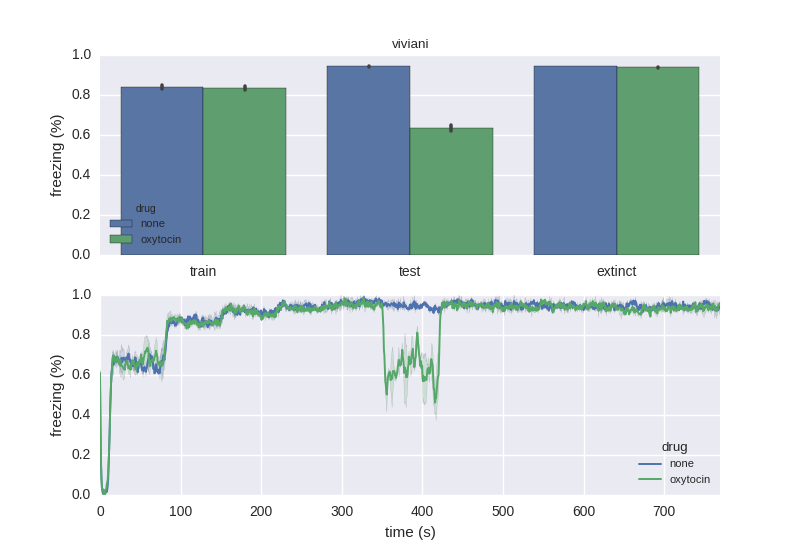 viviani
1.0
0.8
0.6
0.4
0.2
0.0
freezing (%)
drug
none
oxytocin
train test extinct
1.0
0.8
0.6
0.4
0.2
0.0
freezing (%)
drug
none
oxytocin
0 100 200 300 400 500 600 700
time (s)